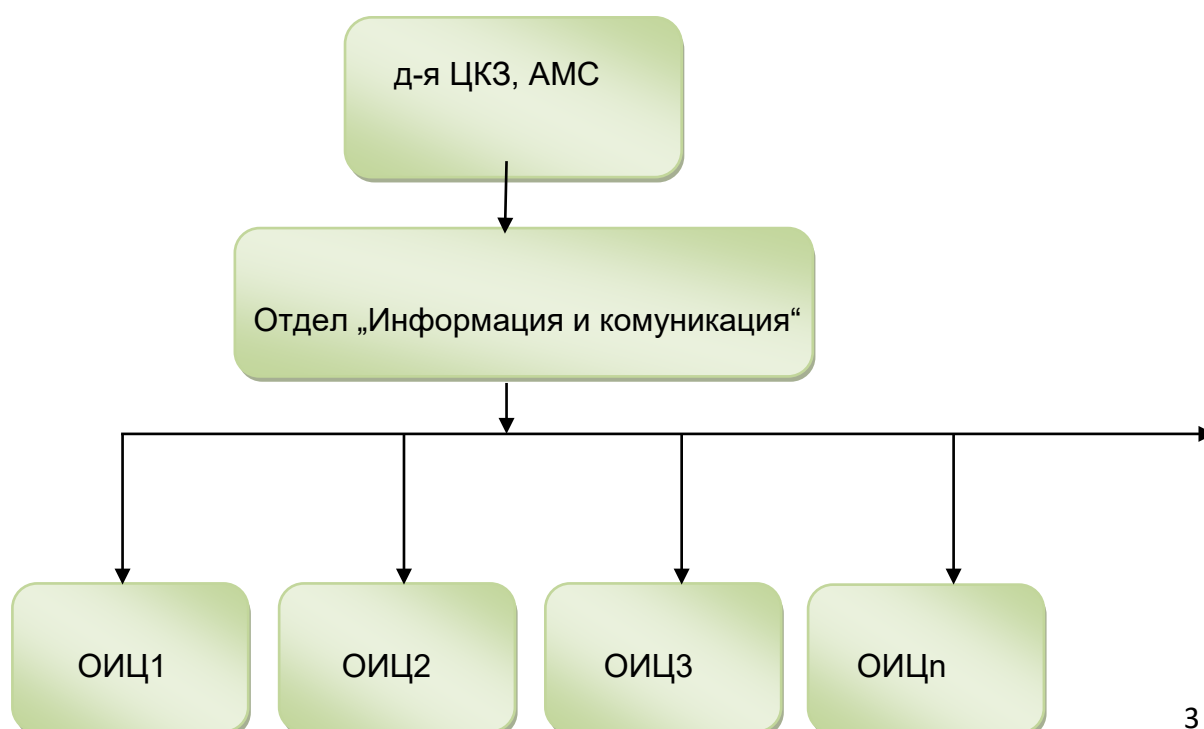 д-я ЦКЗ, АМС
Отдел „Информация и комуникация“
ОИЦ1
ОИЦ2
ОИЦ3
ОИЦn
3